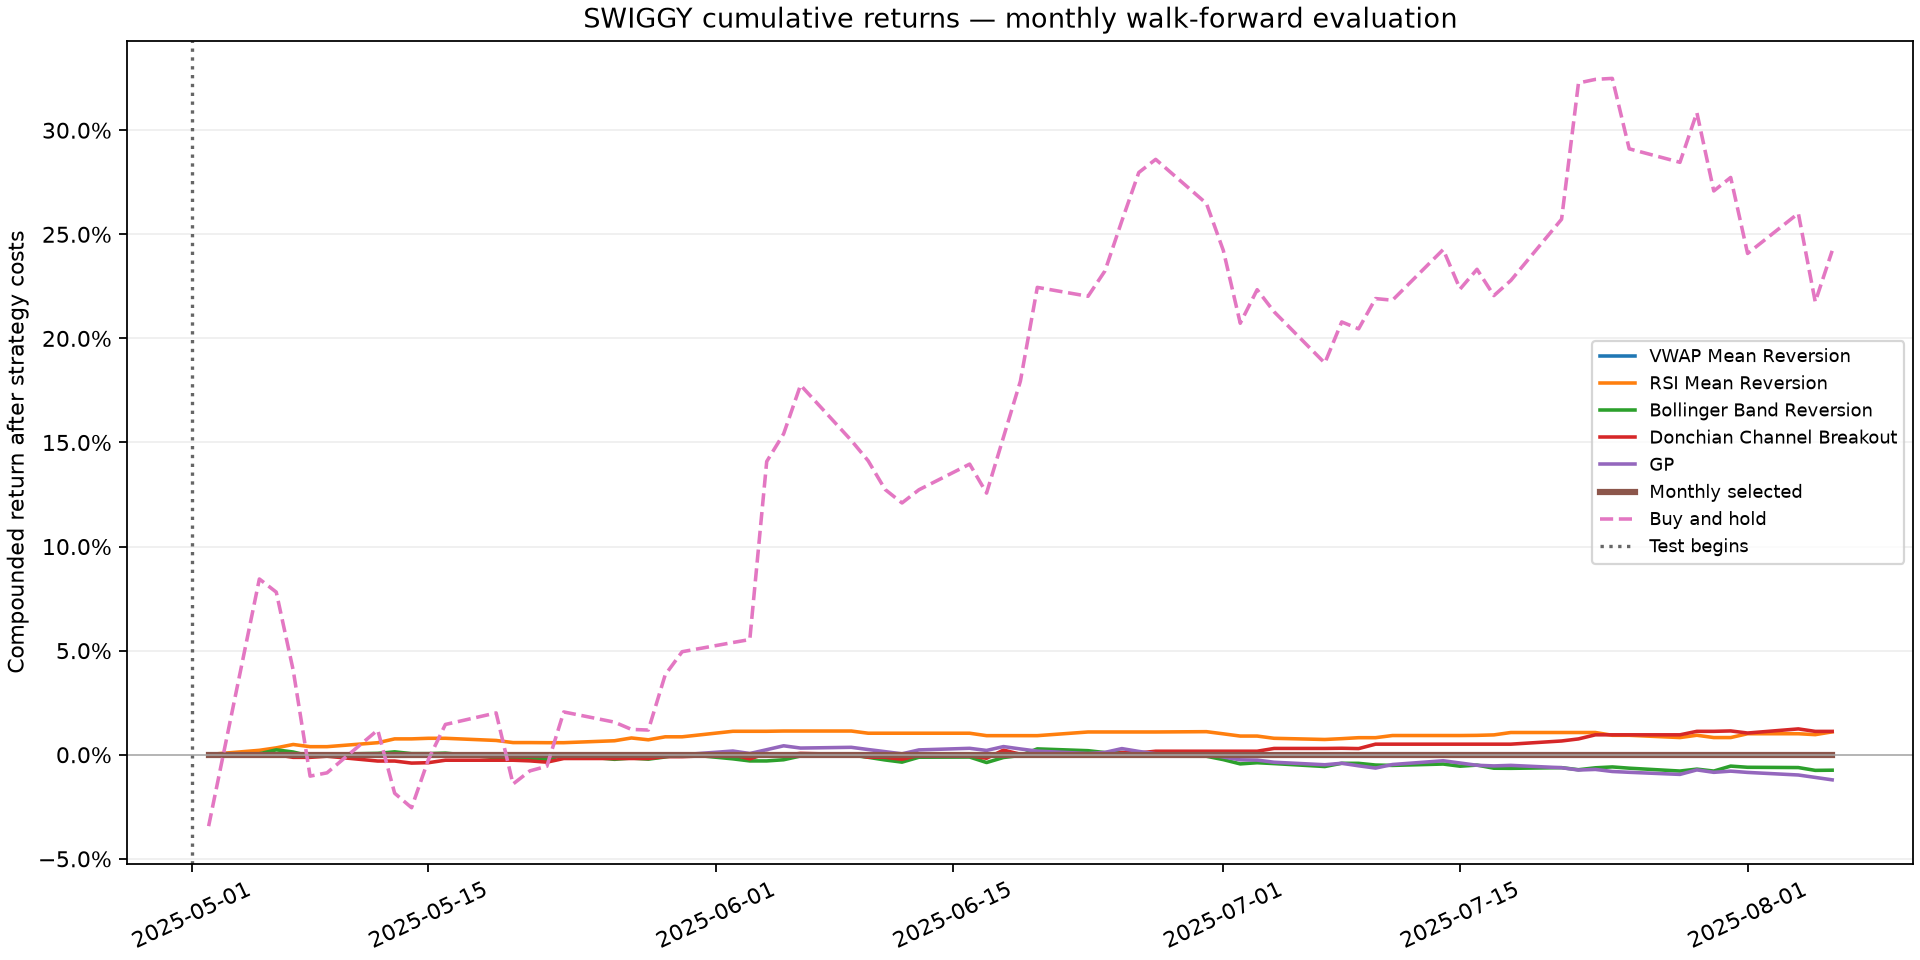 SWIGGY cumulative returns — monthly walk-forward evaluation
Compounded return after strategy costs
30.0%
25.0%
20.0%
15.0%
10.0%
5.0%
0.0%
−5.0%
VWAP Mean Reversion
RSI Mean Reversion
Bollinger Band Reversion
Donchian Channel Breakout
GP
Monthly selected
Buy and hold
Test begins
2025-05-01
2025-05-15
2025-06-01
2025-06-15
2025-07-01
2025-07-15
2025-08-01